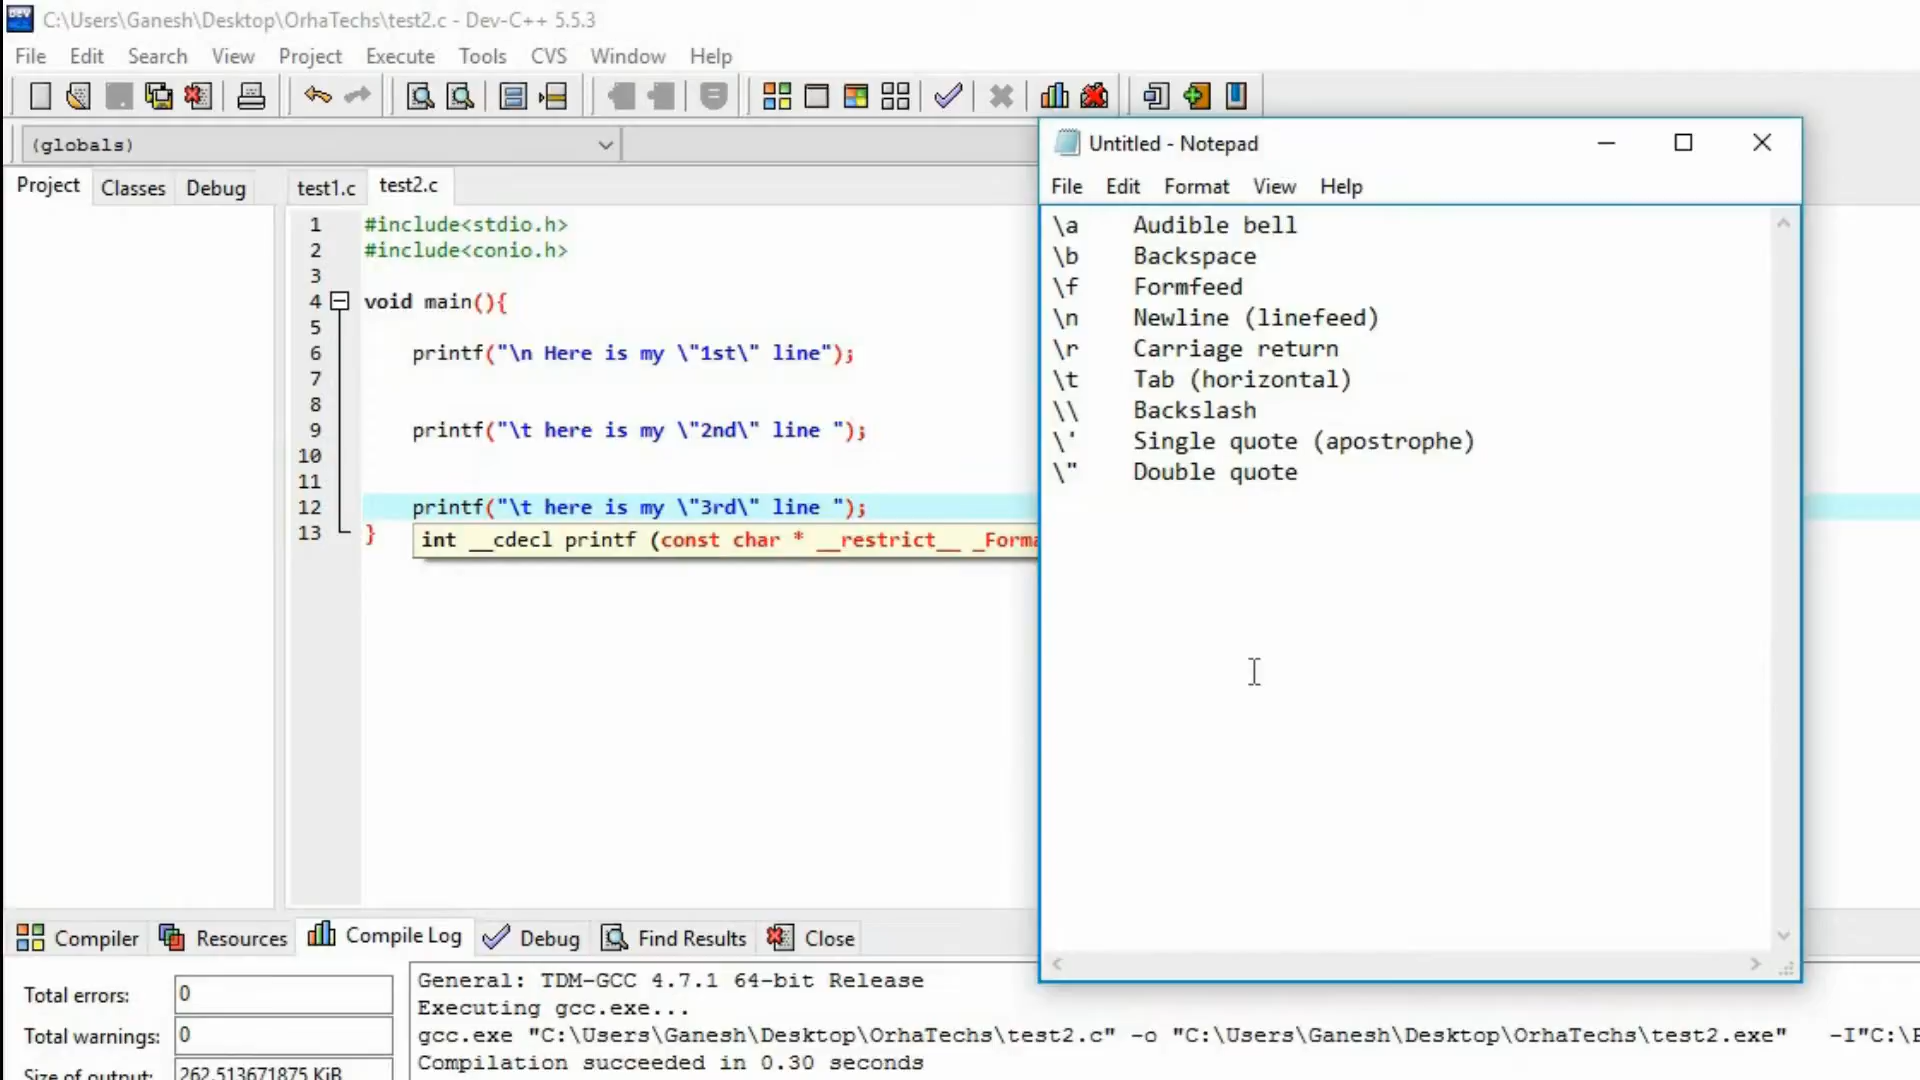 C:\Users\Ganesh\Desktop\OrhaTechs\test2.c - Dev-C++ 5.5.3
File Edit Search View Project Execute Tools CVS Window Help
(globals)
Project Classes Debug test1.c test2.c
1 #include<stdio.h>
2 #include<conio.h>
3
4 void main(){
5
6 printf("\n Here is my \"1st\" line");
7
8
9 printf("\t here is my \"2nd\" line ");
10
11
12 printf("\t here is my \"3rd\" line ");
13 }
int __cdecl printf (const char * __restrict__ _Forma
Untitled - Notepad
File Edit Format View Help
\a Audible bell
\b Backspace
\f Formfeed
\n Newline (linefeed)
\r Carriage return
\t Tab (horizontal)
\\ Backslash
\' Single quote (apostrophe)
\" Double quote
Compiler Resources Compile Log Debug Find Results Close
Total errors: 0
Total warnings: 0
Size of output: 262.513671875 KiB
General: TDM-GCC 4.7.1 64-bit Release
Executing gcc.exe...
gcc.exe "C:\Users\Ganesh\Desktop\OrhaTechs\test2.c" -o "C:\Users\Ganesh\Desktop\OrhaTechs\test2.exe" -I"C:\
Compilation succeeded in 0.30 seconds